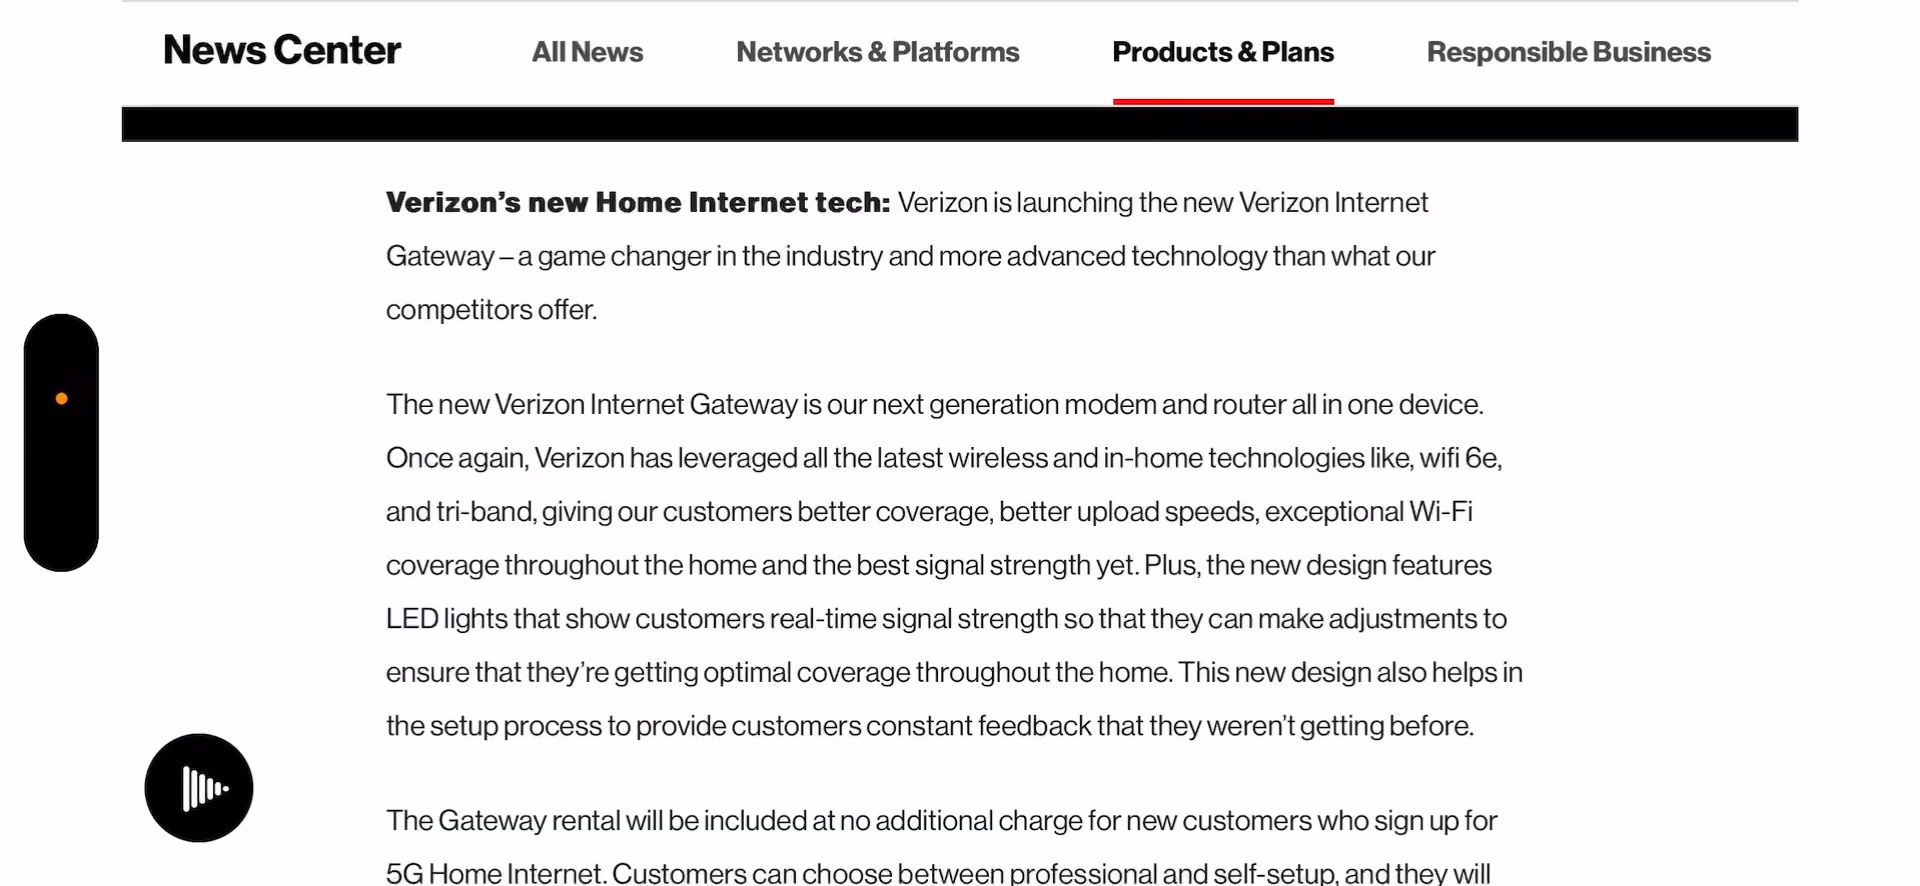 News Center All News Networks & Platforms Products & Plans Responsible Business
Verizon’s new Home Internet tech: Verizon is launching the new Verizon Internet
Gateway – a game changer in the industry and more advanced technology than what our
competitors offer.
The new Verizon Internet Gateway is our next generation modem and router all in one device.
Once again, Verizon has leveraged all the latest wireless and in-home technologies like, wifi 6e,
and tri-band, giving our customers better coverage, better upload speeds, exceptional Wi-Fi
coverage throughout the home and the best signal strength yet. Plus, the new design features
LED lights that show customers real-time signal strength so that they can make adjustments to
ensure that they’re getting optimal coverage throughout the home. This new design also helps in
the setup process to provide customers constant feedback that they weren’t getting before.
The Gateway rental will be included at no additional charge for new customers who sign up for
5G Home Internet. Customers can choose between professional and self-setup, and they will